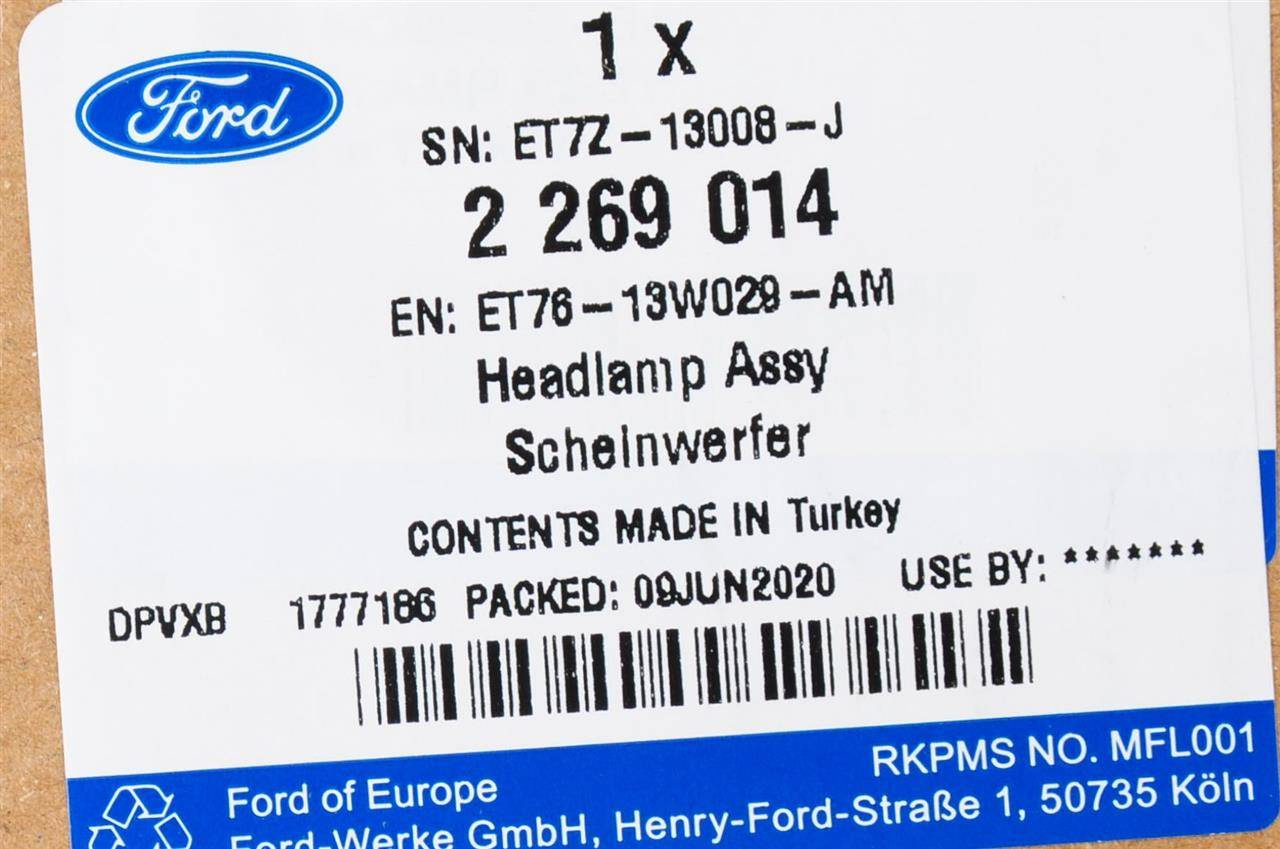 Ford
1 x
SN: ET7Z-13008-J
2 269 014
EN: ET76-13W029-AM
Headlamp Assy
Scheinwerfer
CONTENTS MADE IN Turkey
DPVXB 1777186 PACKED: 09JUN2020 USE BY: *******
RKPMS NO. MFL001
Ford of Europe
Ford-Werke GmbH, Henry-Ford-Straße 1, 50735 Köln